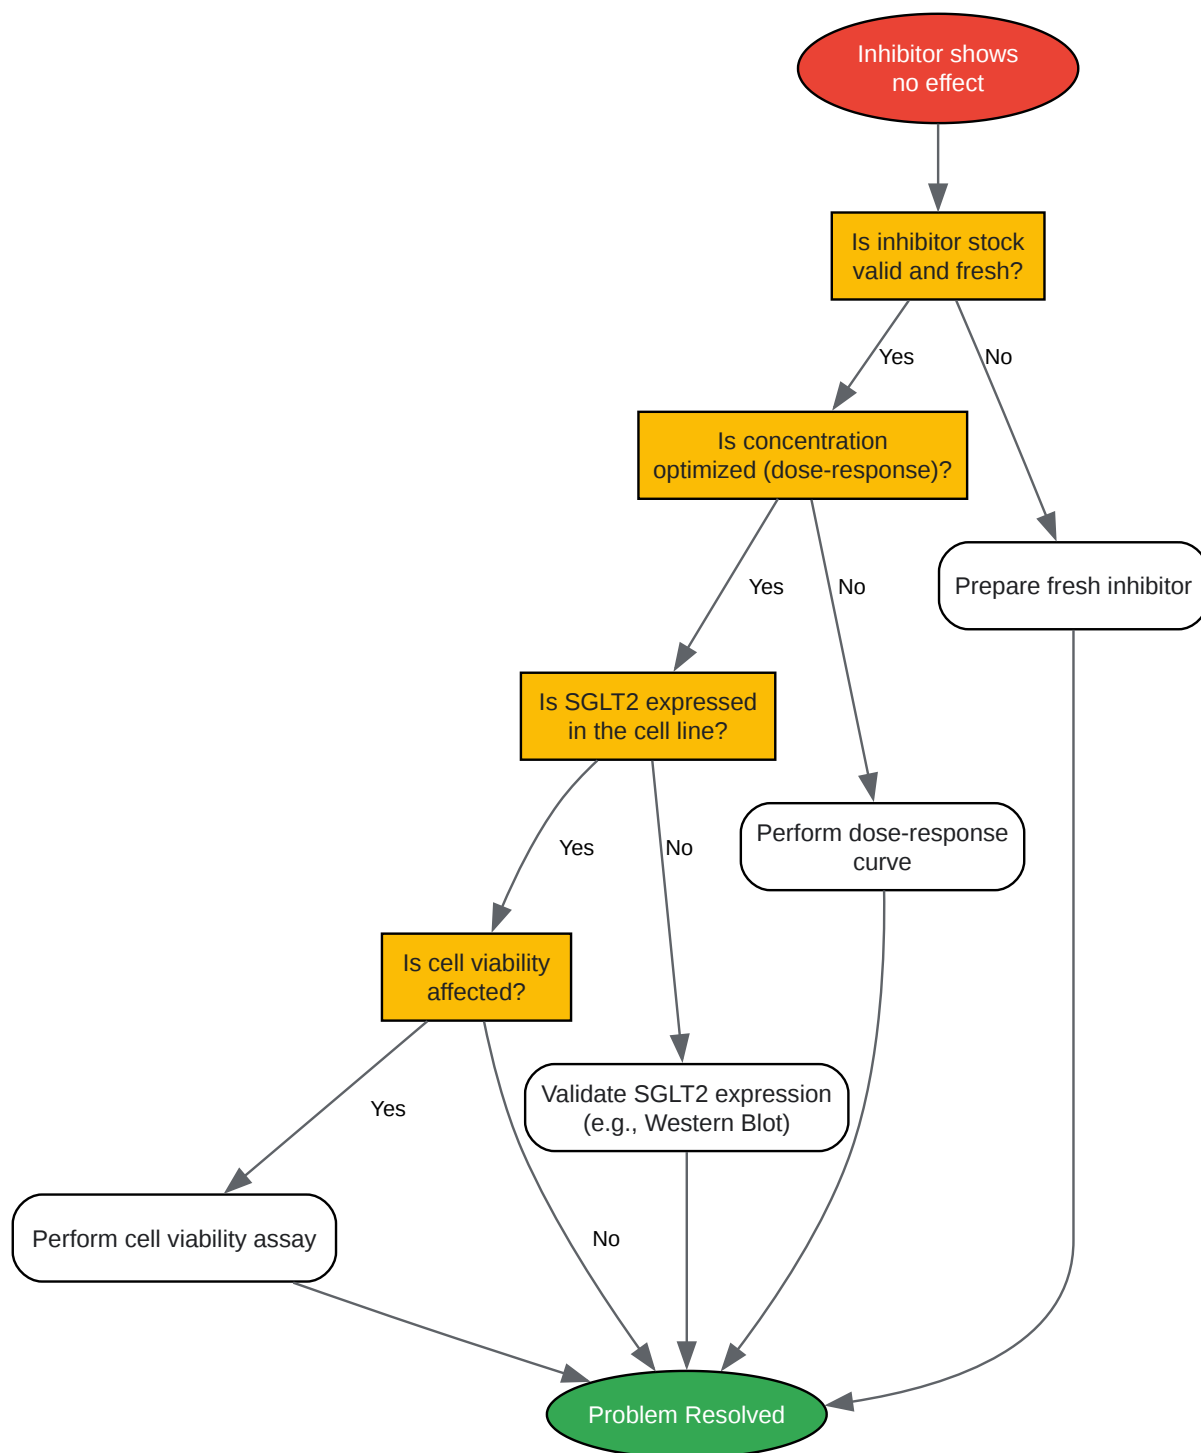 Inhibitor shows
no effect
Is inhibitor stock
valid and fresh?
Yes
No
Is concentration
optimized (dose-response)?
Yes
No
Prepare fresh inhibitor
Is SGLT2 expressed
in the cell line?
Yes
No
Perform dose-response
curve
Is cell viability
affected?
Yes
No
Validate SGLT2 expression
(e.g., Western Blot)
Perform cell viability assay
Problem Resolved